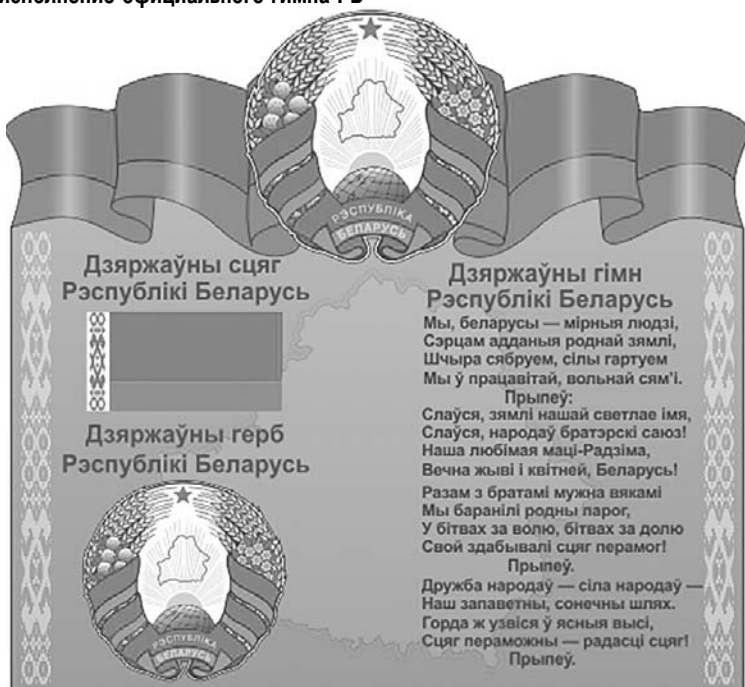 исполнение официального гимна РБ
РЭСПУБЛІКА
БЕЛАРУСЬ
Дзяржаўны сцяг
Рэспублікі Беларусь
Дзяржаўны герб
Рэспублікі Беларусь
РЭСПУБЛІКА
БЕЛАРУСЬ
Дзяржаўны гімн
Рэспублікі Беларусь
Мы, беларусы — мірныя людзі,
Сэрцам адданыя роднай зямлі,
Шчыра сябруем, сілы гартуем
Мы ў працавітай, вольнай сям’і.
Прыпеў:
Слаўся, зямлі нашай светлае імя,
Слаўся, народаў братэрскі саюз!
Наша любімая маці-Радзіма,
Вечна жыві і квітней, Беларусь!
Разам з братамі мужна вякамі
Мы баранілі родны парог,
У бітвах за волю, бітвах за долю
Свой здабывалі сцяг перамог!
Прыпеў.
Дружба народаў — сіла народаў —
Наш запаветны, сонечны шлях.
Горда ж узвіся ў ясныя высі,
Сцяг пераможны — радасці сцяг!
Прыпеў.